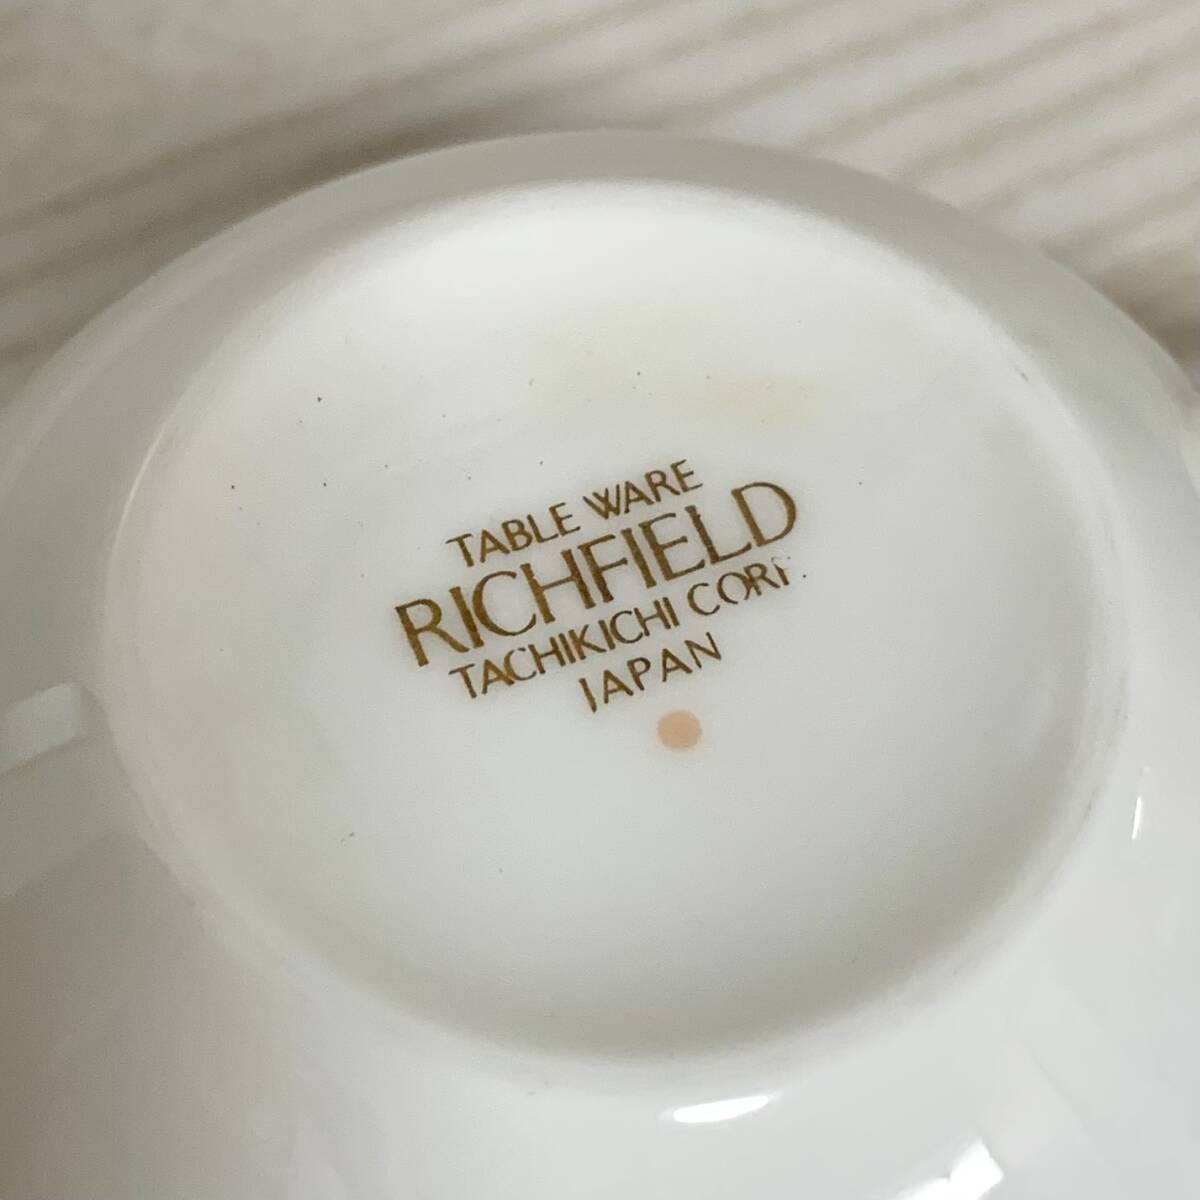 TABLE WARE
RICHFIELD
TACHIKICHI CORP.
JAPAN